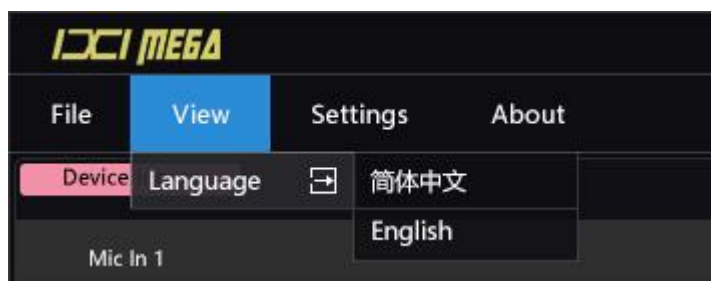 IXI MEGA
File View Settings About
Device
Language 简体中文
English
Mic In 1